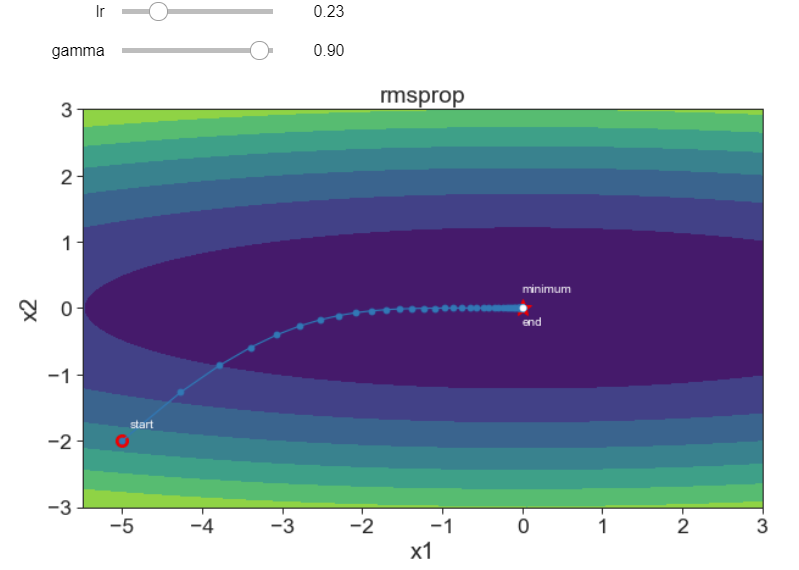 lr 0.23
gamma 0.90
rmsprop
3
2
1
0
−1
−2
−3
x2
minimum
end
start
−5 −4 −3 −2 −1 0 1 2 3
x1